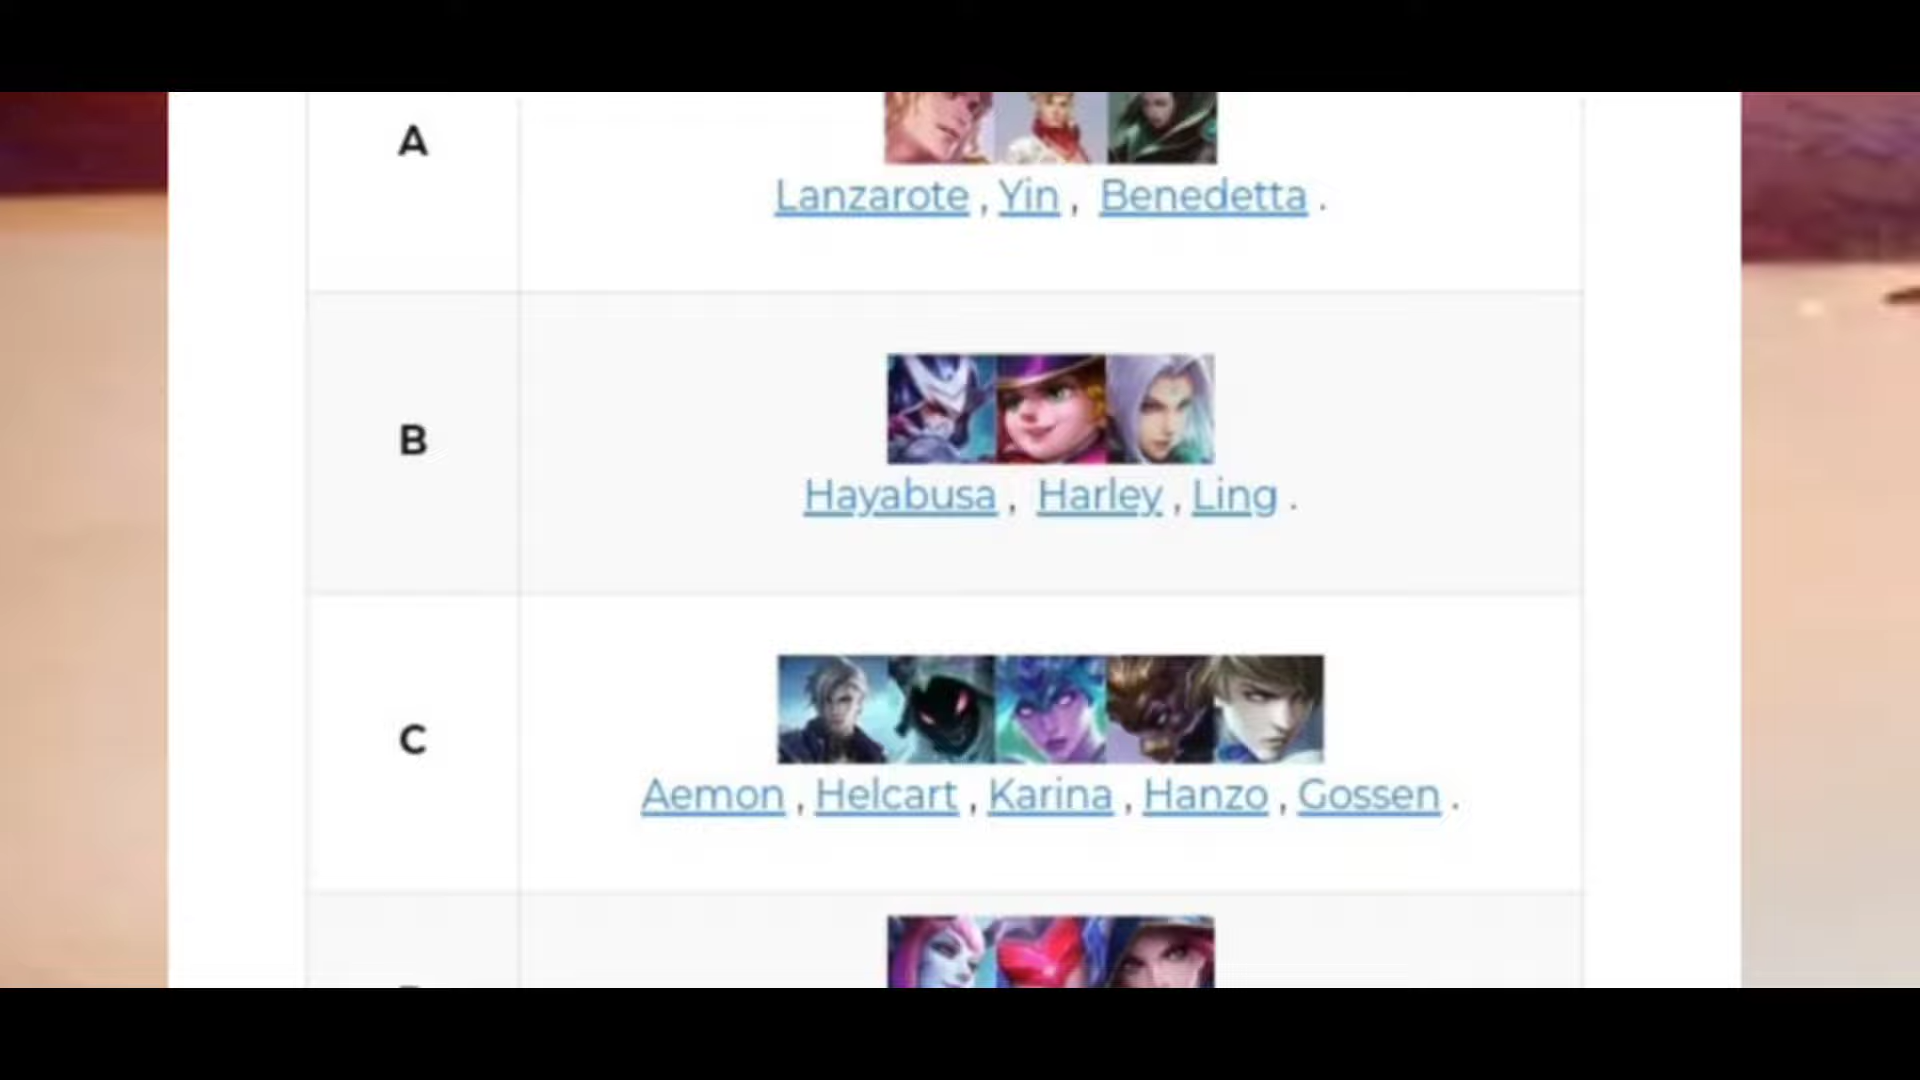 A
Lanzarote , Yin , Benedetta .
B
Hayabusa , Harley , Ling .
C
Aemon , Helcart , Karina , Hanzo , Gossen .